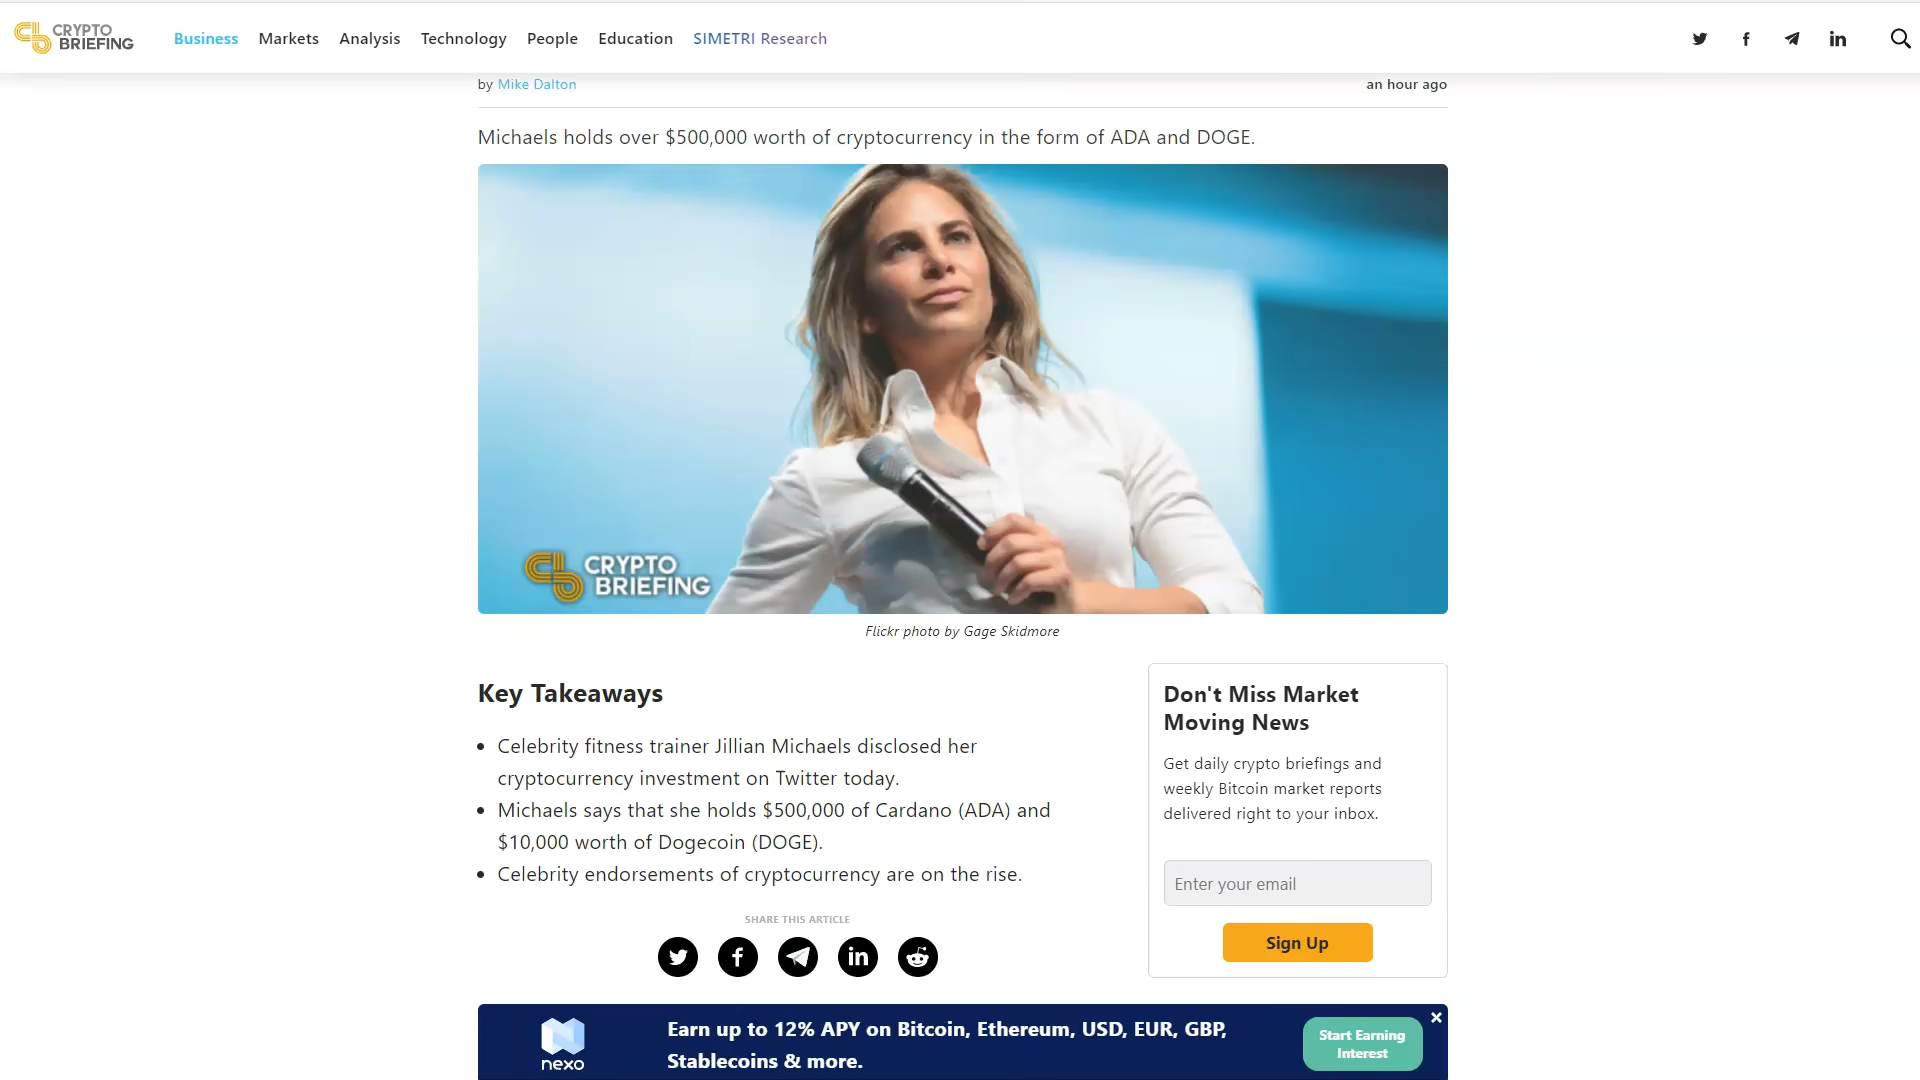 CRYPTO
BRIEFING
Business Markets Analysis Technology People Education SIMETRI Research
by Mike Dalton an hour ago
Michaels holds over $500,000 worth of cryptocurrency in the form of ADA and DOGE.
CRYPTO
BRIEFING
Flickr photo by Gage Skidmore
Key Takeaways
Celebrity fitness trainer Jillian Michaels disclosed her
cryptocurrency investment on Twitter today.
Michaels says that she holds $500,000 of Cardano (ADA) and
$10,000 worth of Dogecoin (DOGE).
Celebrity endorsements of cryptocurrency are on the rise.
SHARE THIS ARTICLE
Don't Miss Market
Moving News
Get daily crypto briefings and
weekly Bitcoin market reports
delivered right to your inbox.
Enter your email
Sign Up
nexo
Earn up to 12% APY on Bitcoin, Ethereum, USD, EUR, GBP,
Stablecoins & more.
Start Earning
Interest